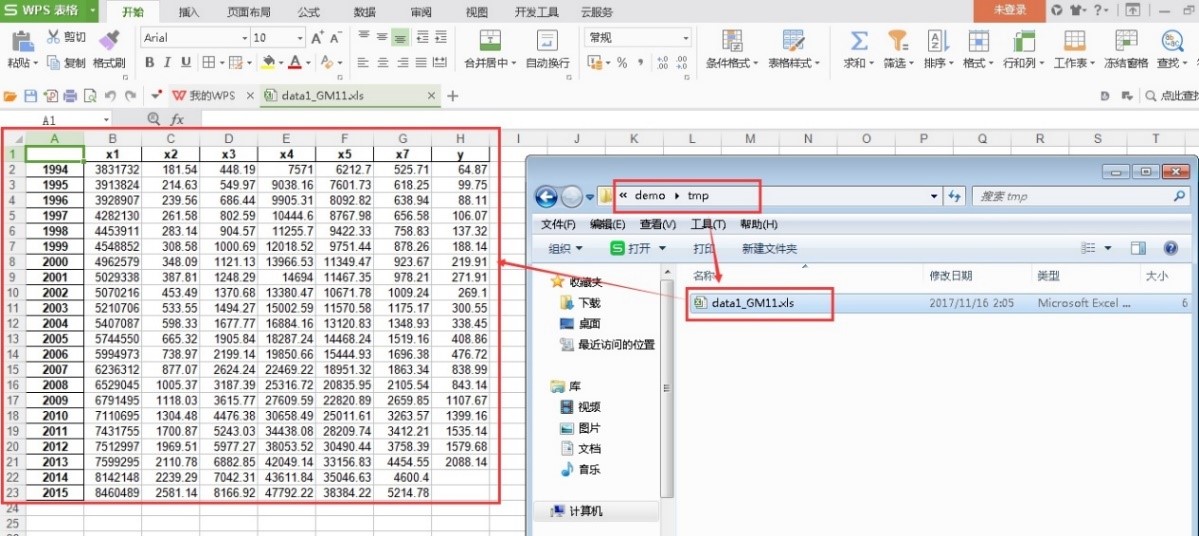 S WPS 表格 开始 插入 页面布局 公式 数据 审阅 视图 开发工具 云服务 未登录
剪切 Arial 10 A+ A- 常规
粘贴 复制 格式刷 B I U 合并居中 自动换行 % 条件格式 表格样式 求和 筛选 排序 格式 行和列 工作表 冻结窗格 查找
我的WPS × data1_GM11.xls × + 点此查找
A1 fx
A B C D E F G H I J K L M N O P Q R S T
1 x1 x2 x3 x4 x5 x7 y
2 1994 3831732 181.54 448.19 7571 6212.7 525.71 64.87
3 1995 3913824 214.63 549.97 9038.16 7601.73 618.25 99.75
4 1996 3928907 239.56 686.44 9905.31 8092.82 638.94 88.11
5 1997 4282130 261.58 802.59 10444.6 8767.98 656.58 106.07
6 1998 4453911 283.14 904.57 11255.7 9422.33 758.83 137.32
7 1999 4548852 308.58 1000.69 12018.52 9751.44 878.26 188.14
8 2000 4962579 348.09 1121.13 13966.53 11349.47 923.67 219.91
9 2001 5029338 387.81 1248.29 14694 11467.35 978.21 271.91
10 2002 5070216 453.49 1370.68 13380.47 10671.78 1009.24 269.1
11 2003 5210706 533.55 1494.27 15002.59 11570.58 1175.17 300.55
12 2004 5407087 598.33 1677.77 16884.16 13120.83 1348.93 338.45
13 2005 5744550 665.32 1905.84 18287.24 14468.24 1519.16 408.86
14 2006 5994973 738.97 2199.14 19850.66 15444.93 1696.38 476.72
15 2007 6236312 877.07 2624.24 22469.22 18951.32 1863.34 838.99
16 2008 6529045 1005.37 3187.39 25316.72 20835.95 2105.54 843.14
17 2009 6791495 1118.03 3615.77 27609.59 22820.89 2659.85 1107.67
18 2010 7110695 1304.48 4476.38 30658.49 25011.61 3263.57 1399.16
19 2011 7431755 1700.87 5243.03 34438.08 28209.74 3412.21 1535.14
20 2012 7512997 1969.51 5977.27 38053.52 30490.44 3758.39 1579.68
21 2013 7599295 2110.78 6882.85 42049.14 33156.83 4454.55 2088.14
22 2014 8142148 2239.29 7042.31 43611.84 35046.63 4600.4
23 2015 8460489 2581.14 8166.92 47792.22 38384.22 5214.78
24
25
« demo ▸ tmp 搜索 tmp
文件(F) 编辑(E) 查看(V) 工具(T) 帮助(H)
组织 打开 打印 新建文件夹
收藏夹
下载
桌面
最近访问的位置
库
视频
图片
文档
音乐
计算机
名称 修改日期 类型 大小
data1_GM11.xls 2017/11/16 2:05 Microsoft Excel ... 6